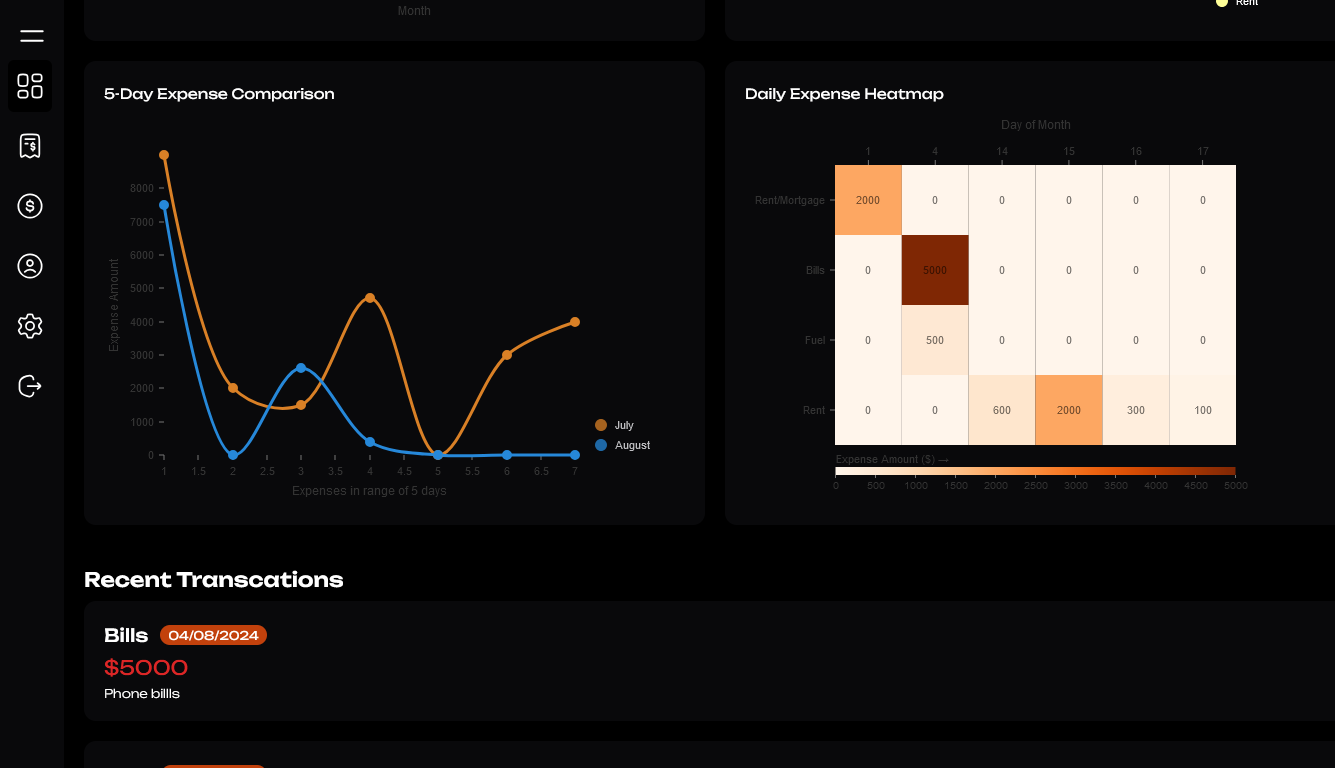 Month
Rent
5-Day Expense Comparison
Expense Amount
8000
7000
6000
5000
4000
3000
2000
1000
0
1 1.5 2 2.5 3 3.5 4 4.5 5 5.5 6 6.5 7
Expenses in range of 5 days
July
August
Daily Expense Heatmap
Day of Month
1 4 14 15 16 17
Rent/Mortgage 2000 0 0 0 0 0
Bills 0 5000 0 0 0 0
Fuel 0 500 0 0 0 0
Rent 0 0 600 2000 300 100
Expense Amount ($) →
0 500 1000 1500 2000 2500 3000 3500 4000 4500 5000
Recent Transcations
Bills 04/08/2024
$5000
Phone billls